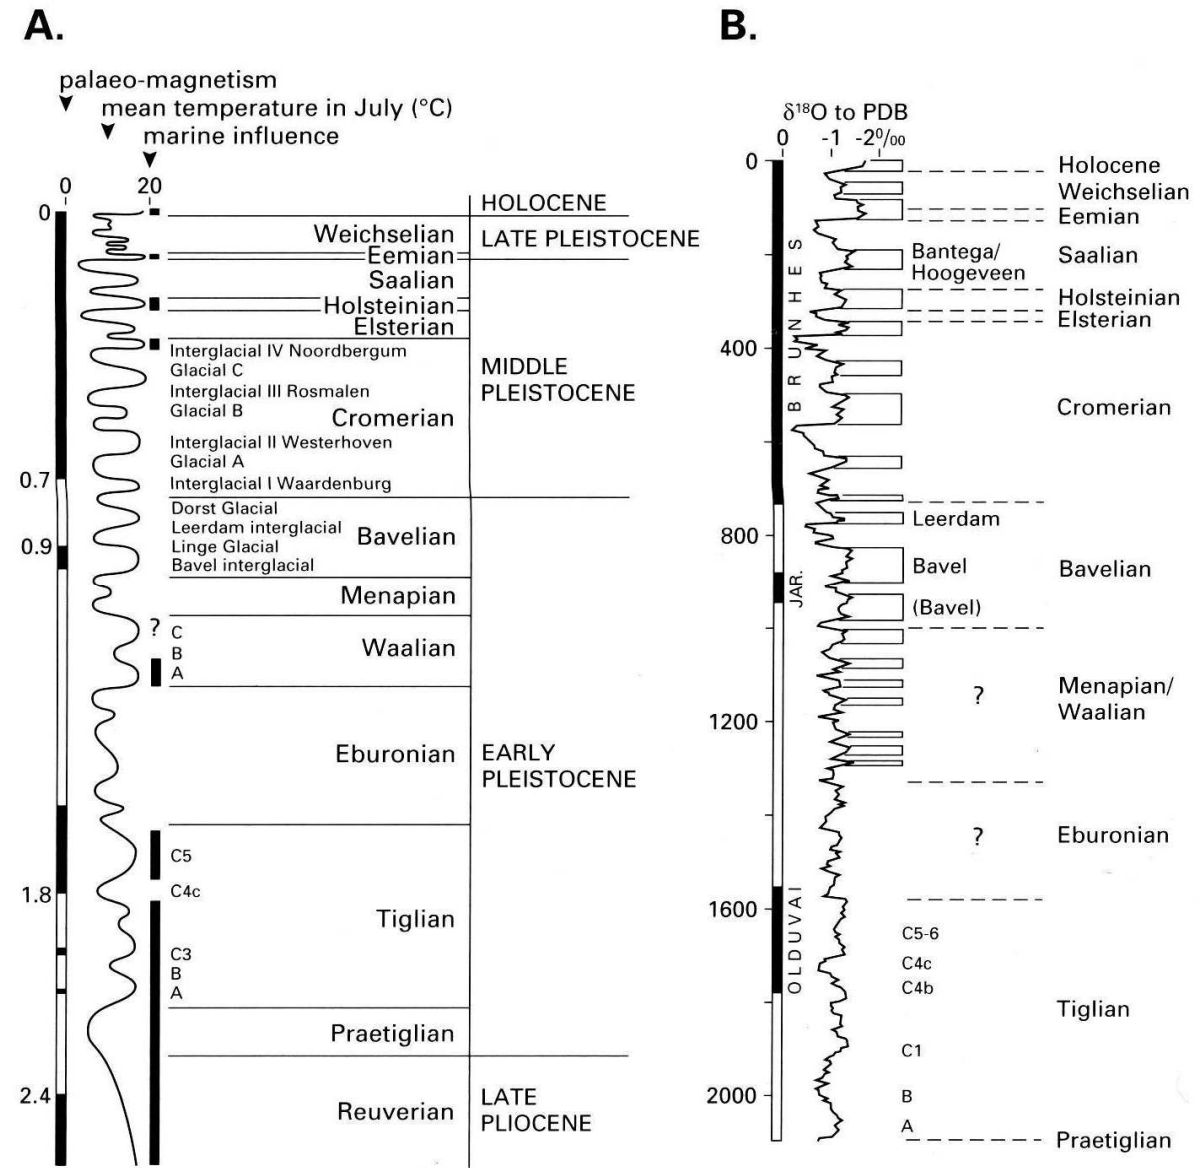 A.
palaeo-magnetism
mean temperature in July (°C)
marine influence
0 20
0
0.7
0.9
1.8
2.4
HOLOCENE
Weichselian
LATE PLEISTOCENE
Eemian
Saalian
Holsteinian
Elsterian
Interglacial IV Noordbergum
Glacial C
Interglacial III Rosmalen
Glacial B
Cromerian
Interglacial II Westerhoven
Glacial A
Interglacial I Waardenburg
MIDDLE
PLEISTOCENE
Dorst Glacial
Leerdam interglacial
Linge Glacial
Bavel interglacial
Bavelian
Menapian
? C
B
A
Waalian
Eburonian
EARLY
PLEISTOCENE
C5
C4c
Tiglian
C3
B
A
Praetiglian
Reuverian
LATE
PLIOCENE
B.
δ18O to PDB
0 -1 -2⁰/₀₀
0
400
800
1200
1600
2000
BRUNHES
JAR.
OLDUVAI
Holocene
Weichselian
Eemian
Bantega/
Hoogeveen
Saalian
Holsteinian
Elsterian
Cromerian
Leerdam
Bavel
Bavelian
(Bavel)
?
Menapian/
Waalian
?
Eburonian
C5-6
C4c
C4b
Tiglian
C1
B
A
Praetiglian